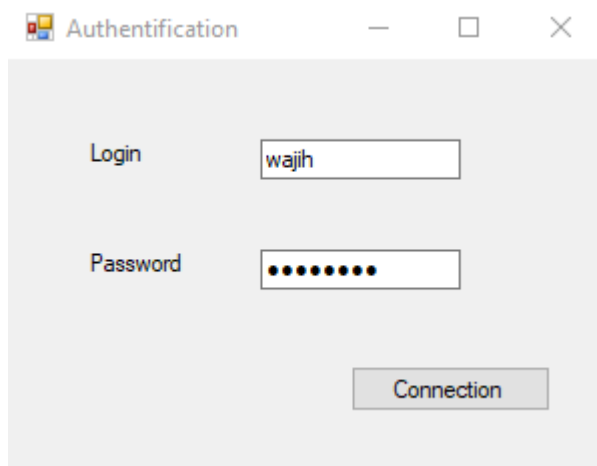 Authentification
Login
wajih
Password
••••••••
Connection